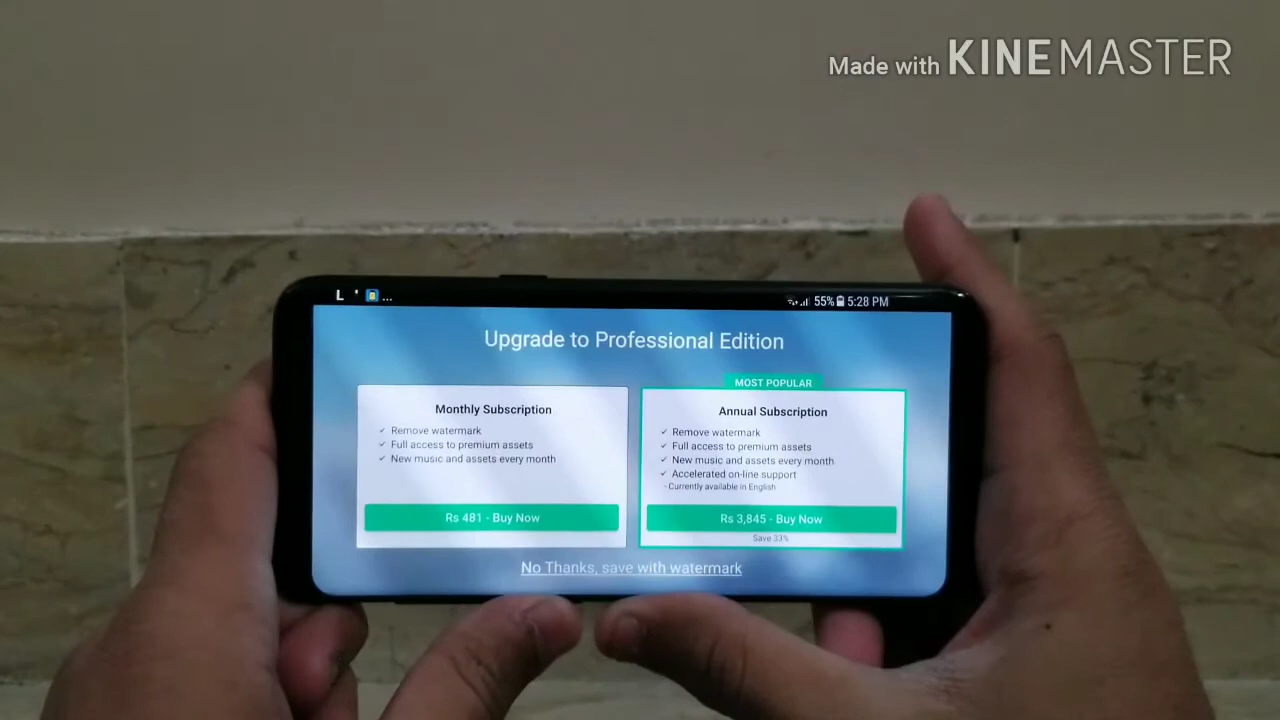 Made with KINEMASTER
L ' ...
55% 5:28 PM
Upgrade to Professional Edition
Monthly Subscription
✓ Remove watermark
✓ Full access to premium assets
✓ New music and assets every month
Rs 481 - Buy Now
MOST POPULAR
Annual Subscription
✓ Remove watermark
✓ Full access to premium assets
✓ New music and assets every month
✓ Accelerated on-line support
- Currently available in English
Rs 3,845 - Buy Now
Save 33%
No Thanks, save with watermark